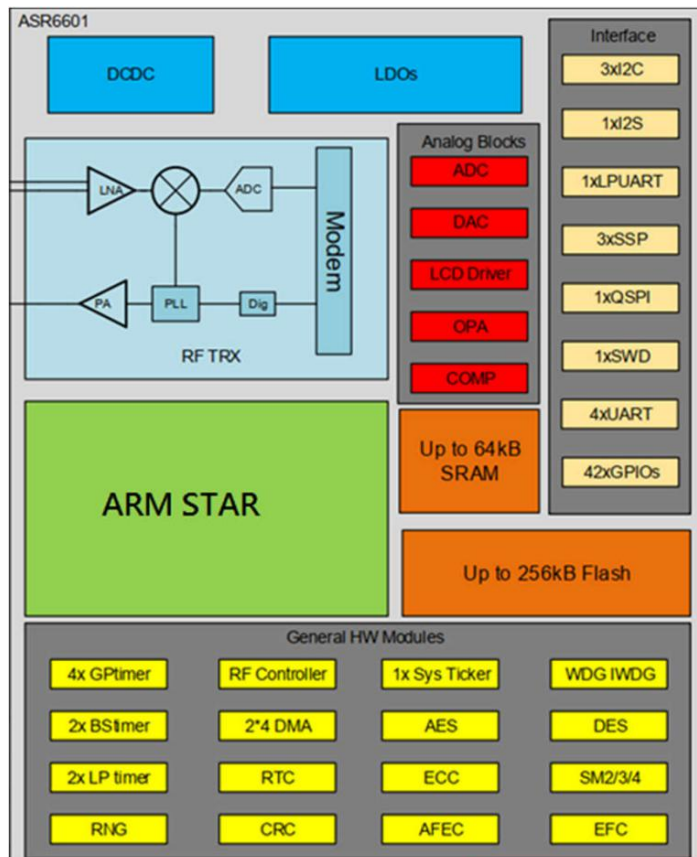 ASR6601
DCDC
LDOs
Interface
3xI2C
1xI2S
1xLPUART
3xSSP
1xQSPI
1xSWD
4xUART
42xGPIOs
LNA
ADC
Modem
PA
PLL
Dig
RF TRX
Analog Blocks
ADC
DAC
LCD Driver
OPA
COMP
ARM STAR
Up to 64kB
SRAM
Up to 256kB Flash
General HW Modules
4x GPtimer
RF Controller
1x Sys Ticker
WDG IWDG
2x BStimer
2*4 DMA
AES
DES
2x LP timer
RTC
ECC
SM2/3/4
RNG
CRC
AFEC
EFC